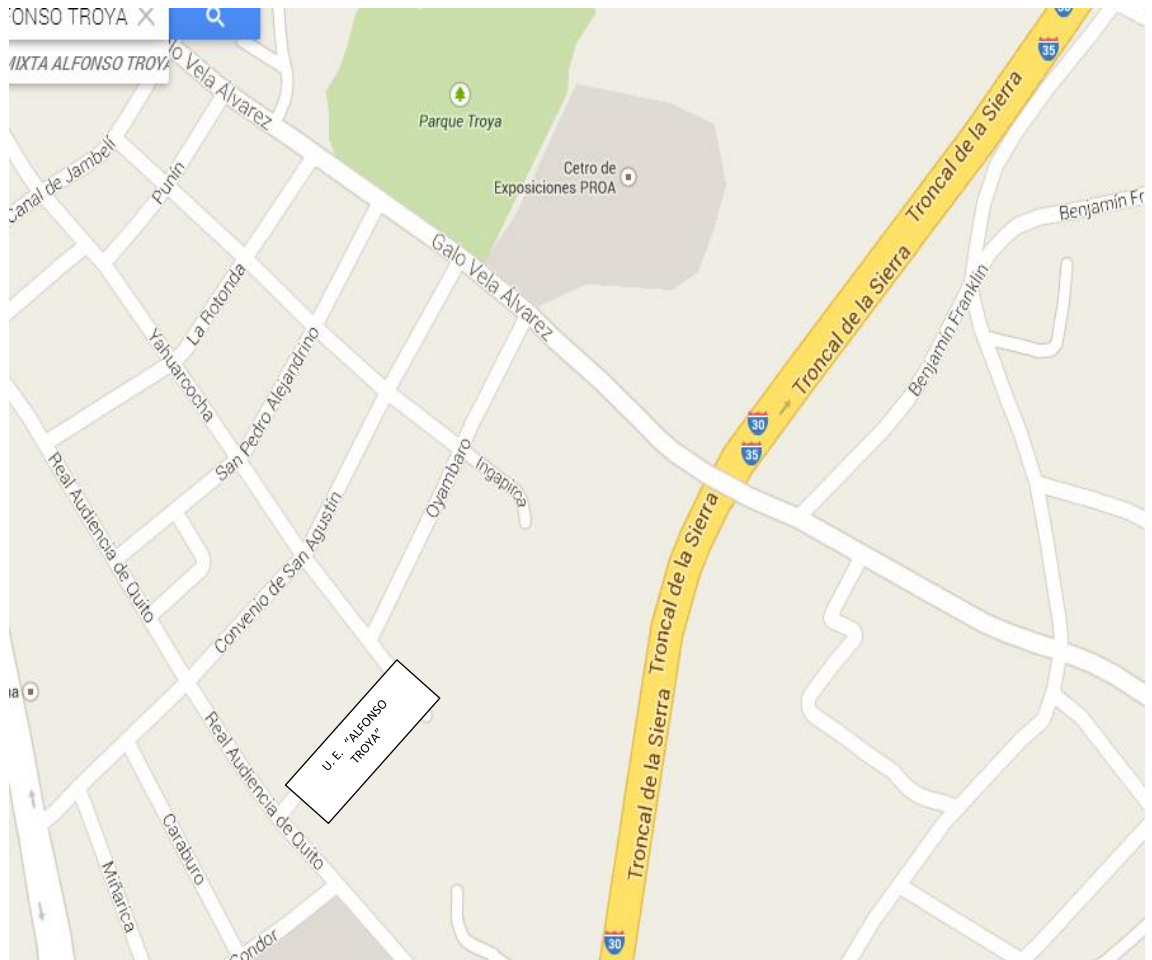 ONSO TROYA
MIXTA ALFONSO TROYA
lo Vela Álvarez
Parque Troya
Cetro de
Exposiciones PROA
35
Troncal de la Sierra
Benjamín Fr
Canal de Jambelí
Punín
Galo Vela Álvarez
Troncal de la Sierra
La Rotonda
Benjamín Franklin
Yahuarcocha
San Pedro Alejandrino
30
35
Oyambaro
Ingapirca
Real Audiencia de Quito
Convenio de San Agustín
Troncal de la Sierra
Troncal de la Sierra
U. E. “ALFONSO
TROYA”
Real Audiencia de Quito
Troncal de la Sierra
Caraburo
Miñarica
Condor
30